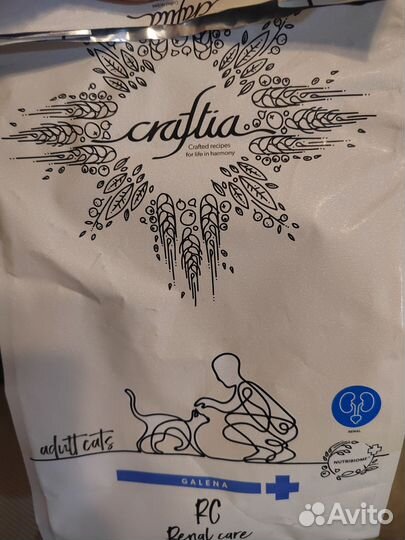 craftia
Crafted recipes
for life in harmony
RENAL
adult cats
NUTRIBIOME
GALENA
RC
Renal care
Avito